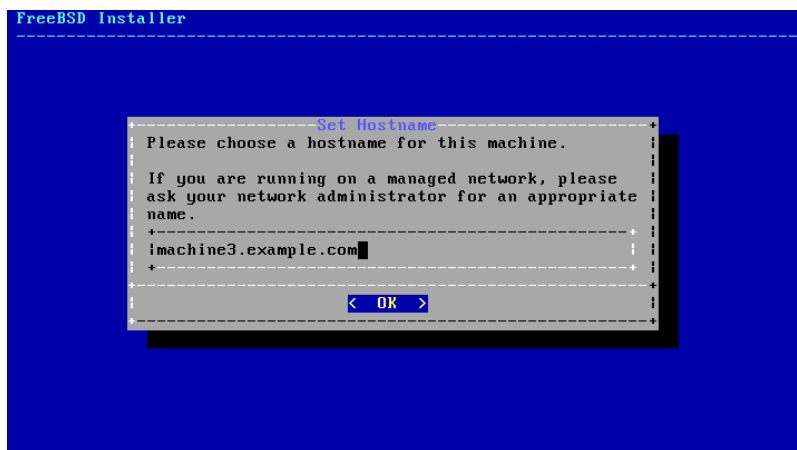 FreeBSD Installer
Set Hostname
Please choose a hostname for this machine.
If you are running on a managed network, please
ask your network administrator for an appropriate
name.
machine3.example.com
< OK >